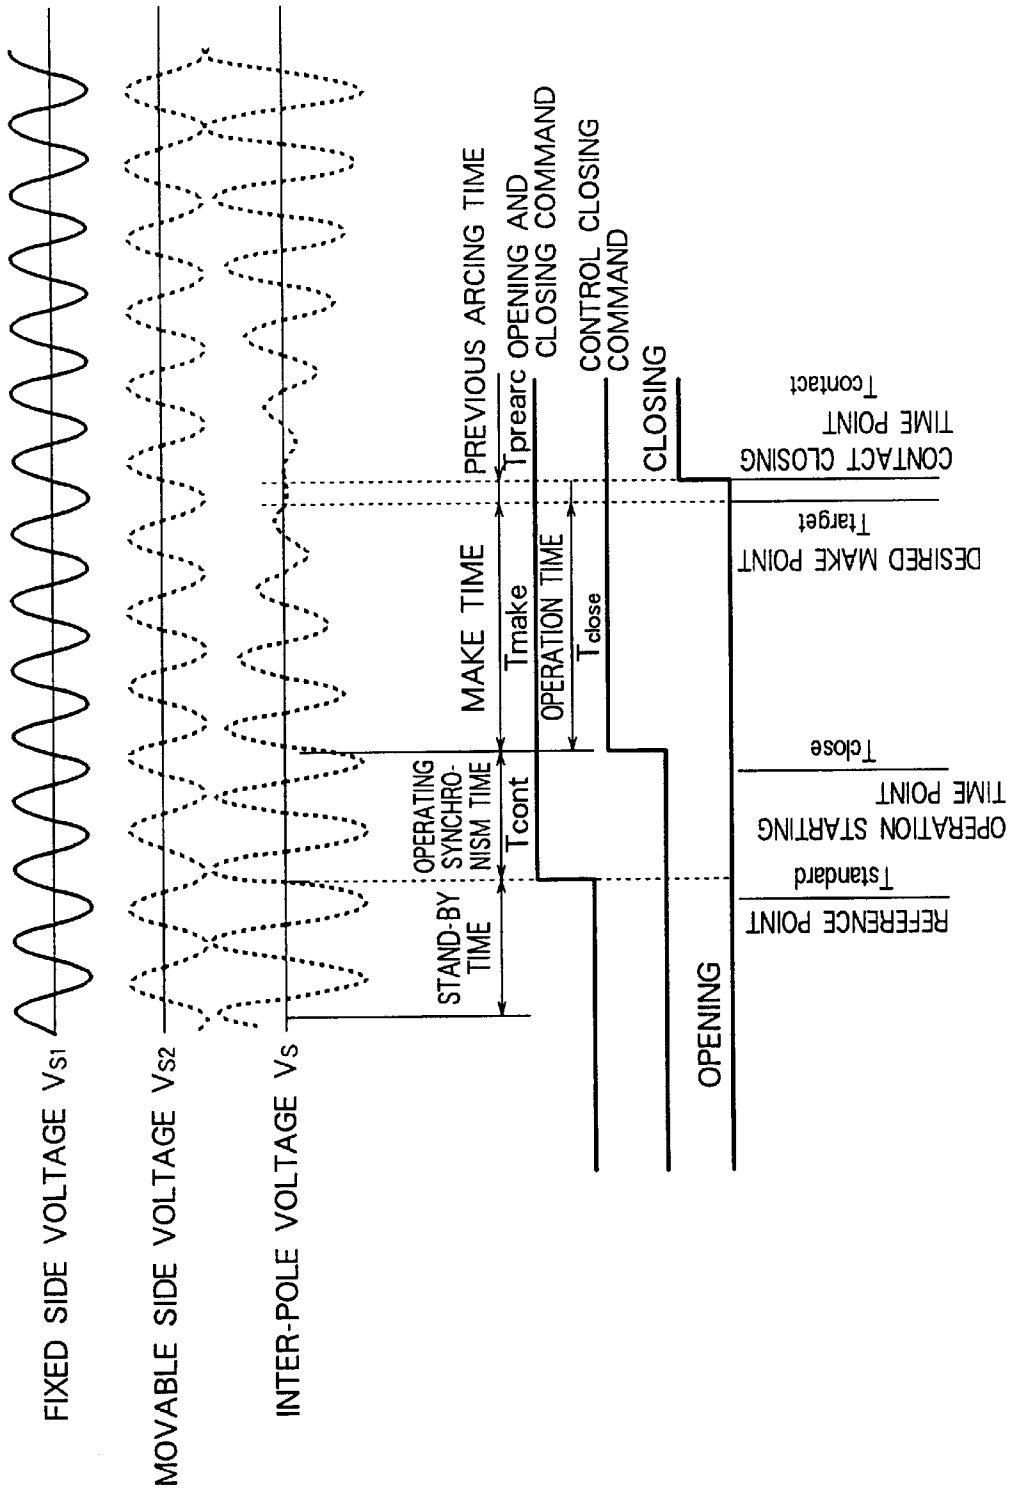 FIXED SIDE VOLTAGE VS1
MOVABLE SIDE VOLTAGE VS2
INTER-POLE VOLTAGE VS
STAND-BY
TIME
OPERATING
SYNCHRO-
NISM TIME
Tcont
MAKE TIME
Tmake
PREVIOUS ARCING TIME
Tprearc
OPERATION TIME
Tclose
OPENING AND
CLOSING COMMAND
CONTROL CLOSING
COMMAND
OPENING
CLOSING
REFERENCE POINT
Tstandard
OPERATION STARTING
TIME POINT
Tclose
DESIRED MAKE POINT
Ttarget
CONTACT CLOSING
TIME POINT
Tcontact